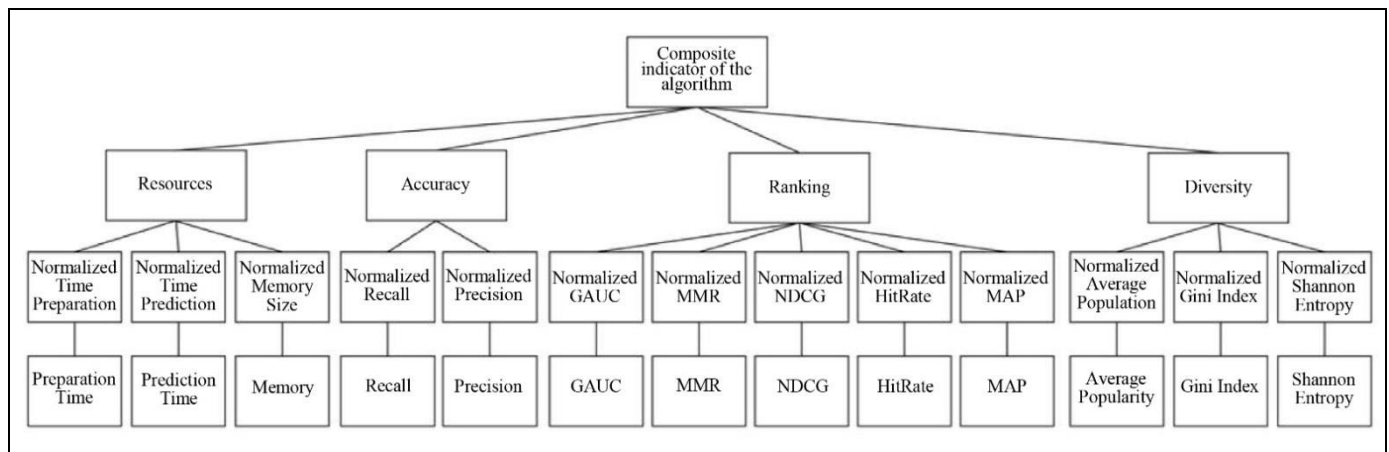 Composite
indicator of the
algorithm
Resources
Accuracy
Ranking
Diversity
Normalized
Time
Preparation
Normalized
Time
Prediction
Normalized
Memory
Size
Normalized
Recall
Normalized
Precision
Normalized
GAUC
Normalized
MMR
Normalized
NDCG
Normalized
HitRate
Normalized
MAP
Normalized
Average
Population
Normalized
Gini Index
Normalized
Shannon
Entropy
Preparation
Time
Prediction
Time
Memory
Recall
Precision
GAUC
MMR
NDCG
HitRate
MAP
Average
Popularity
Gini Index
Shannon
Entropy